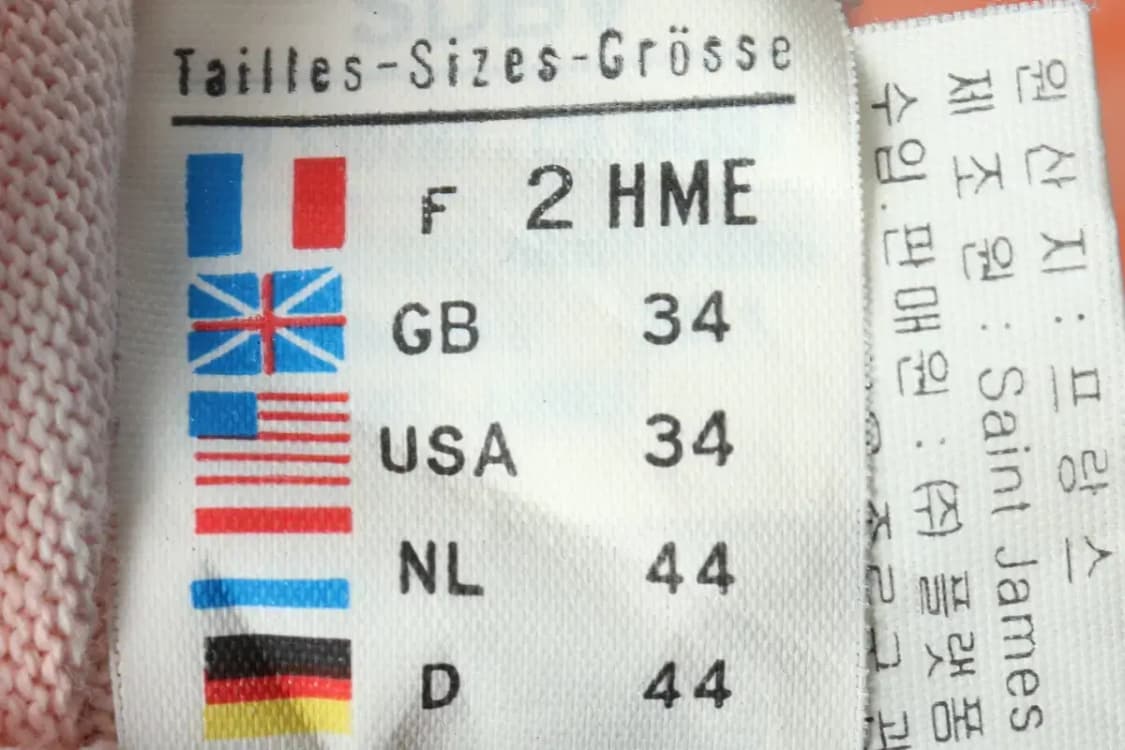 Tailles-Sizes-Grösse
F 2 HME
GB 34
USA 34
NL 44
D 44
원산지 : 프랑스
제조원 : Saint James
수입.판매원 : ㈜ 플랫폼